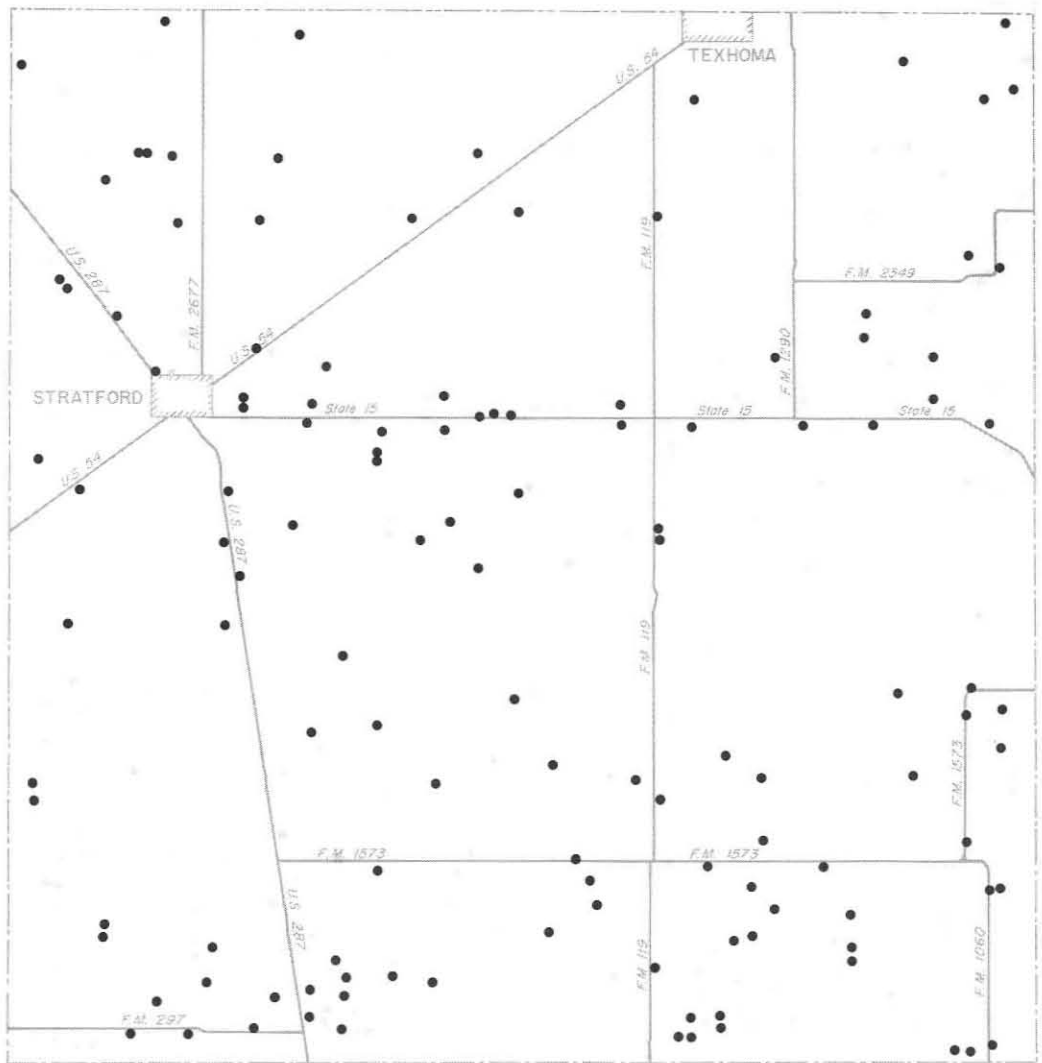 TEXHOMA
U.S. 54
F.M. 119
U.S. 287
F.M. 2677
F.M. 2349
F.M. 1290
U.S. 54
STRATFORD
State 15
State 15
State 15
U.S. 54
U.S. 287
F.M. 119
F.M. 1573
F.M. 1573
F.M. 1573
U.S. 287
F.M. 119
F.M. 1060
F.M. 297